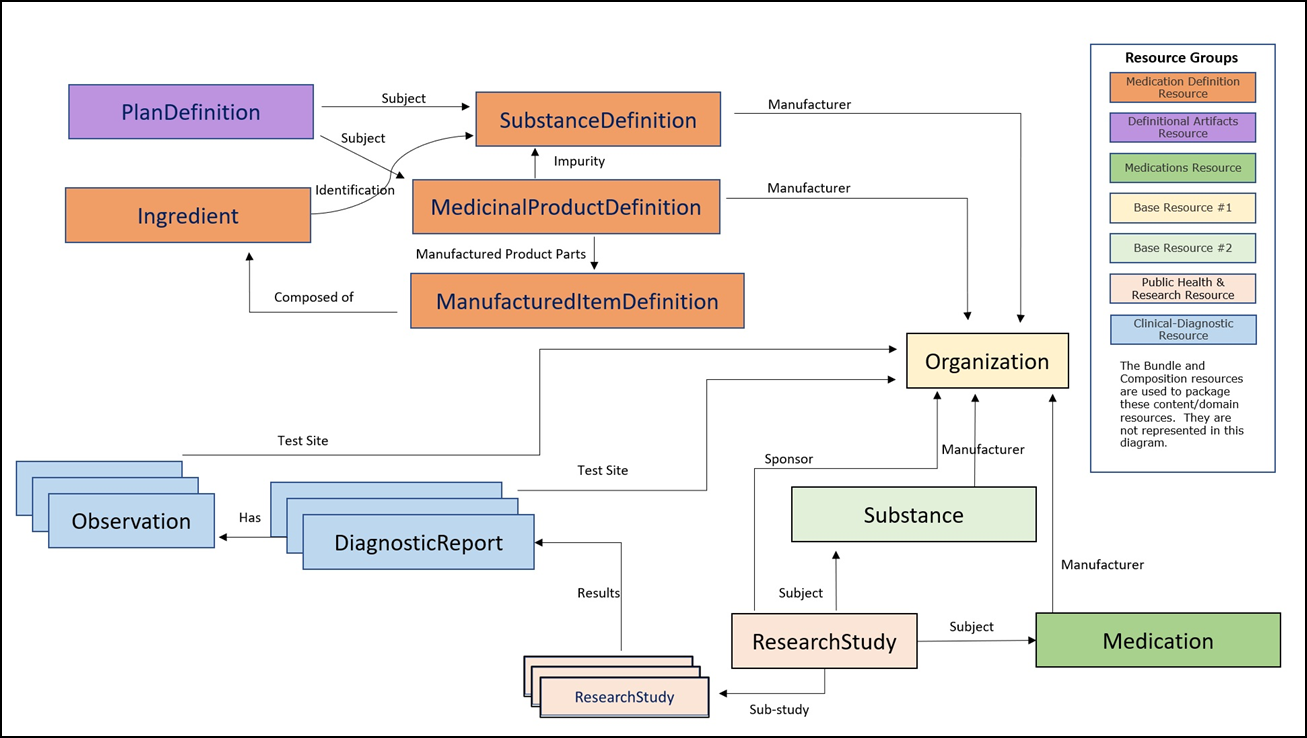 Resource Groups
Medication Definition
Resource
Definitional Artifacts
Resource
Medications Resource
Base Resource #1
Base Resource #2
Public Health &
Research Resource
Clinical-Diagnostic
Resource
The Bundle and
Composition resources
are used to package
these content/domain
resources.  They are
not represented in this
diagram.
PlanDefinition
Subject
SubstanceDefinition
Manufacturer
Subject
Impurity
Identification
Ingredient
MedicinalProductDefinition
Manufacturer
Manufactured Product Parts
Composed of
ManufacturedItemDefinition
Organization
Test Site
Test Site
Sponsor
Manufacturer
Observation
Has
DiagnosticReport
Substance
Results
Subject
Manufacturer
ResearchStudy
Subject
Medication
ResearchStudy
Sub-study